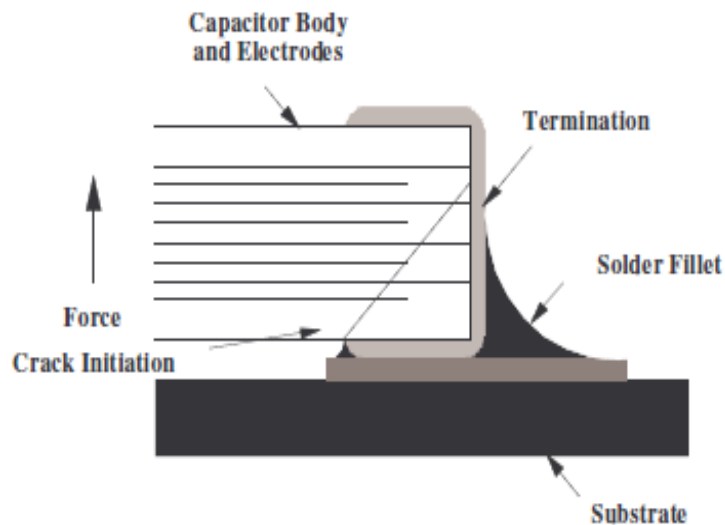 Capacitor Body
and Electrodes
Termination
Solder Fillet
Force
Crack Initiation
Substrate